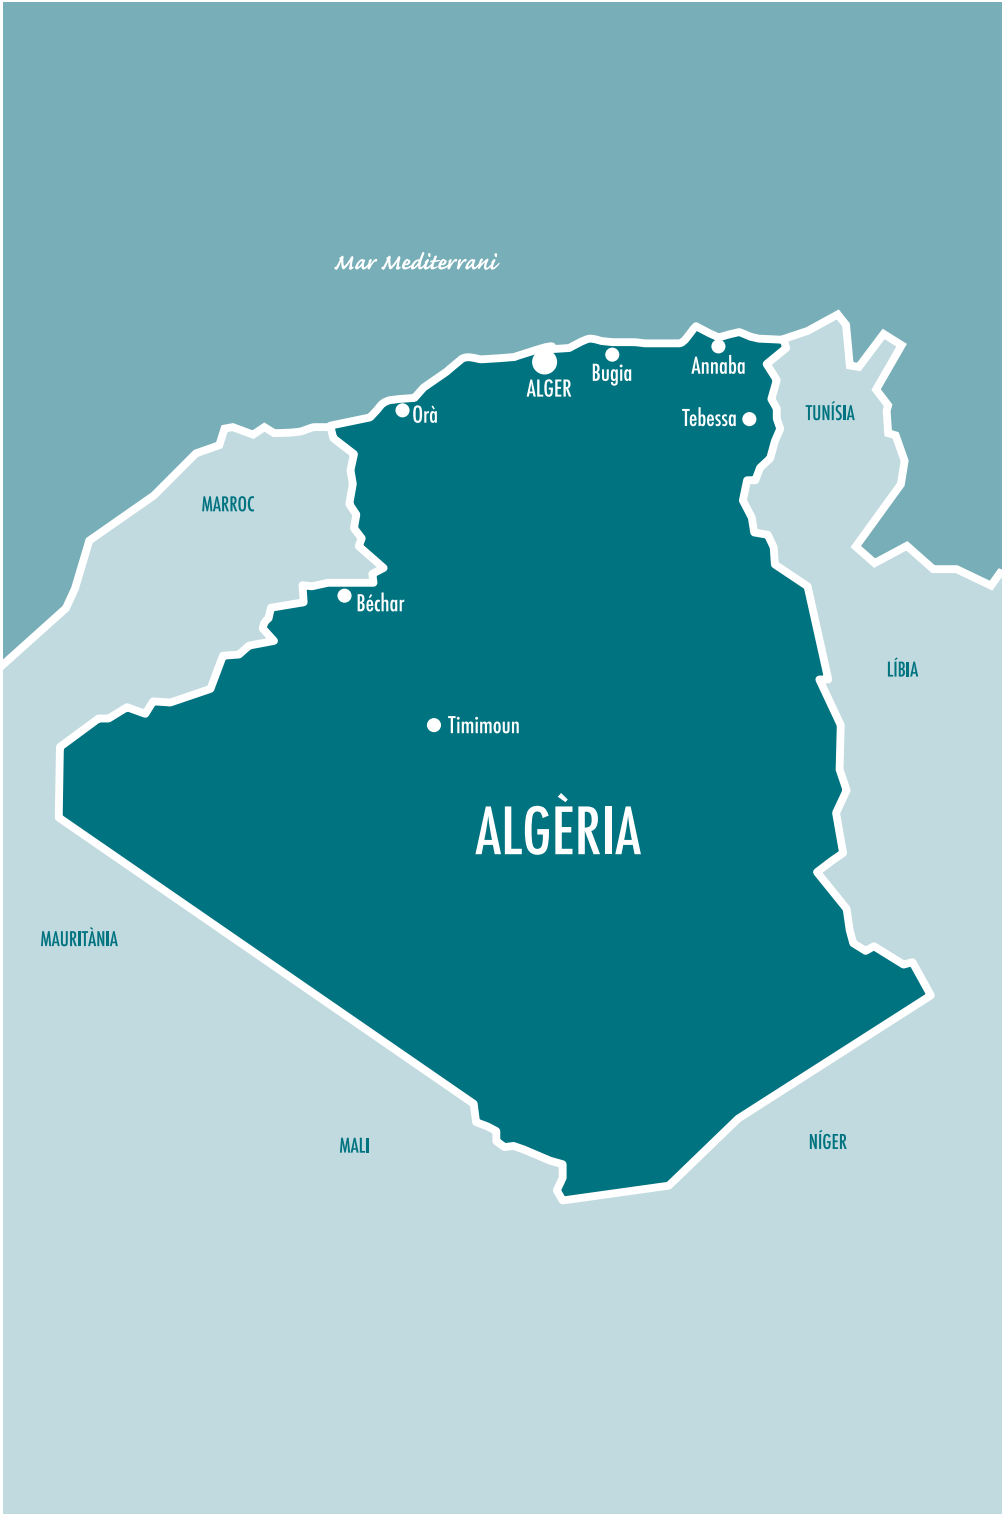 Mar Mediterrani
Bugia
Annaba
ALGER
Orà
Tebessa
TUNÍSIA
MARROC
Béchar
LÍBIA
Timimoun
ALGÈRIA
MAURITÀNIA
MALI
NÍGER